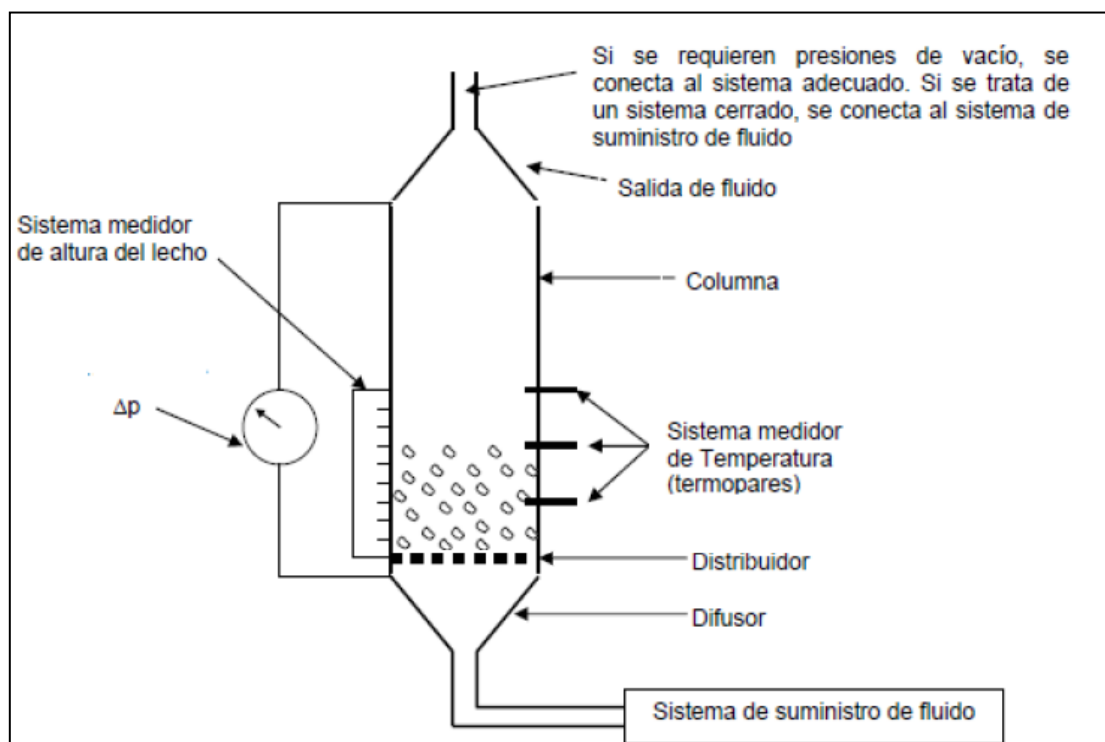 Si se requieren presiones de vacío, se
conecta al sistema adecuado. Si se trata de
un sistema cerrado, se conecta al sistema de
suministro de fluido
Salida de fluido
Sistema medidor
de altura del lecho
Columna
Δp
Sistema medidor
de Temperatura
(termopares)
Distribuidor
Difusor
Sistema de suministro de fluido